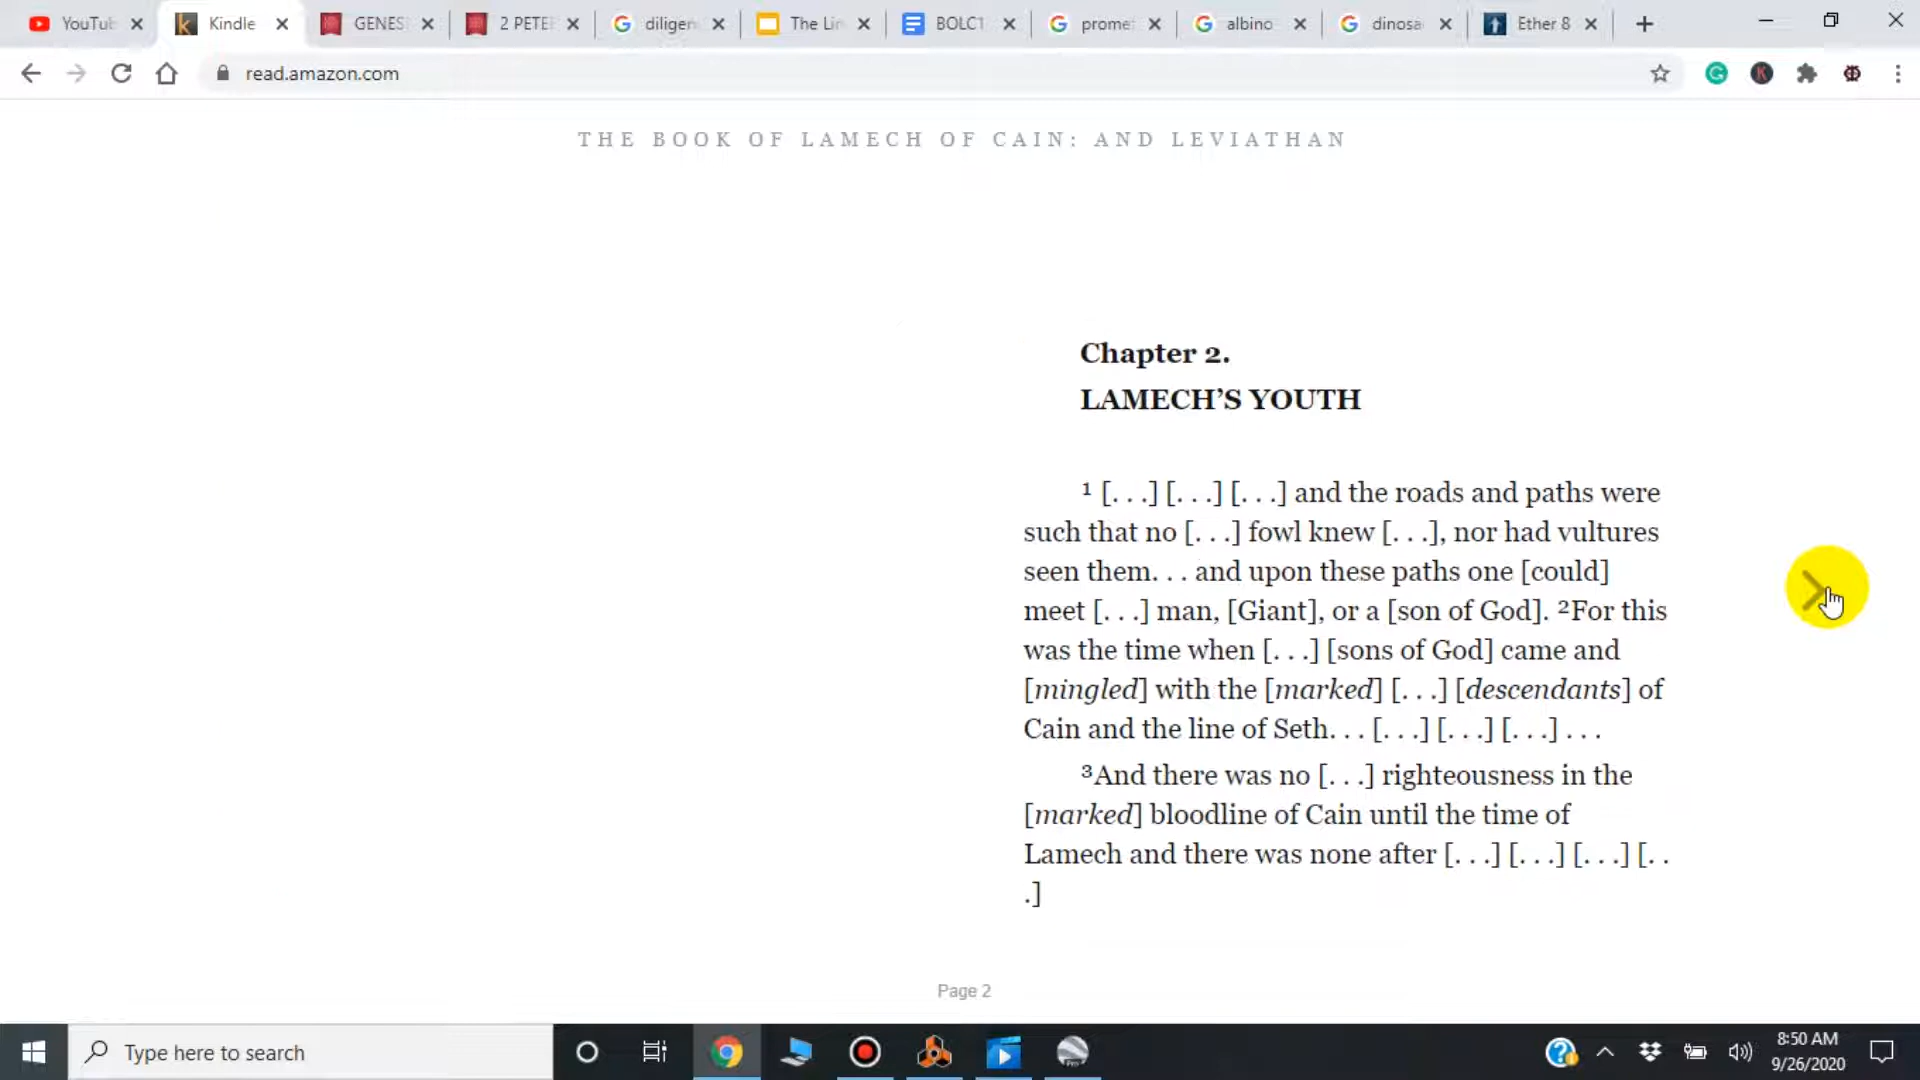 YouTub
Kindle
GENES
2 PETE
diligen
The Lin
BOLC1
prome
albino
dinosa
Ether 8
read.amazon.com
THE BOOK OF LAMECH OF CAIN: AND LEVIATHAN
Chapter 2.
LAMECH'S YOUTH
¹ [. . .] [. . .] [. . .] and the roads and paths were
such that no [. . .] fowl knew [. . .], nor had vultures
seen them. . . and upon these paths one [could]
meet [. . .] man, [Giant], or a [son of God]. ²For this
was the time when [. . .] [sons of God] came and
[mingled] with the [marked] [. . .] [descendants] of
Cain and the line of Seth. . . [. . .] [. . .] [. . .] . . .
³And there was no [. . .] righteousness in the
[marked] bloodline of Cain until the time of
Lamech and there was none after [. . .] [. . .] [. . .] [. .
.]
Page 2
Type here to search
8:50 AM
9/26/2020